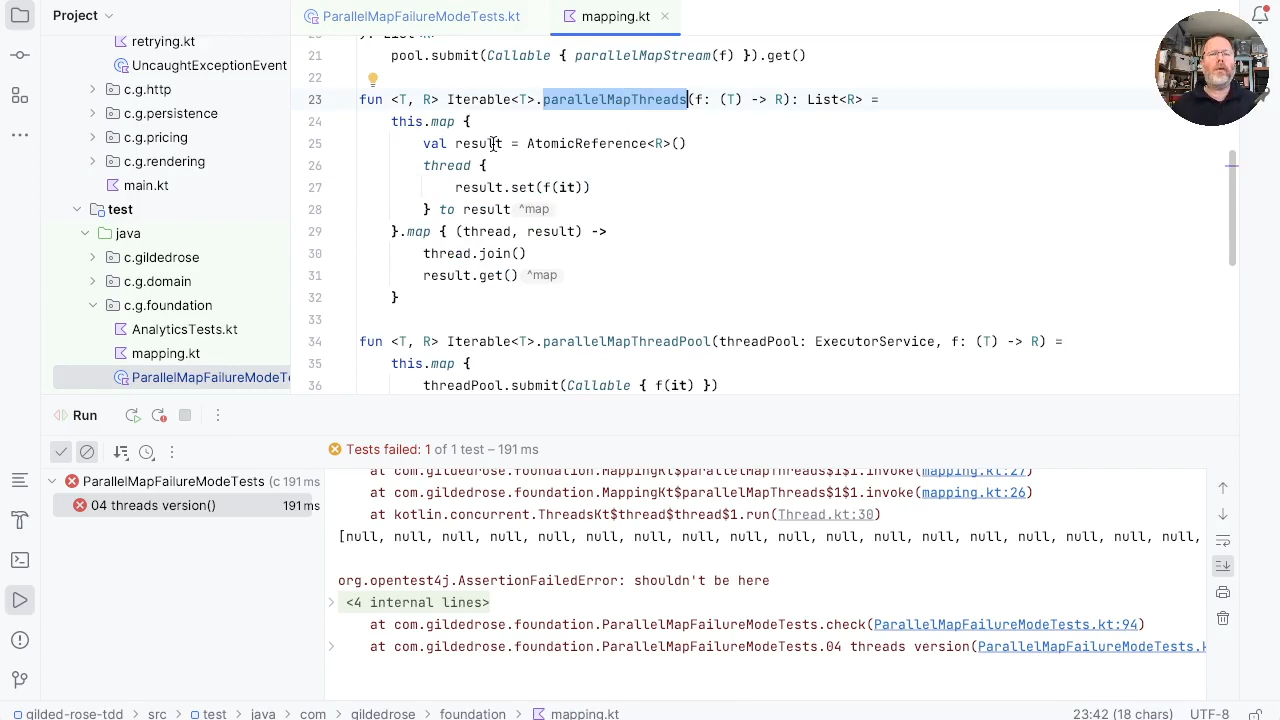 Project
ParallelMapFailureModeTests.kt
mapping.kt
retrying.kt
UncaughtExceptionEvent
c.g.http
c.g.persistence
c.g.pricing
c.g.rendering
main.kt
test
java
c.gildedrose
c.g.domain
c.g.foundation
AnalyticsTests.kt
mapping.kt
ParallelMapFailureModeTe
21 pool.submit(Callable { parallelMapStream(f) }).get()
22
23 fun <T, R> Iterable<T>.parallelMapThreads(f: (T) -> R): List<R> =
24 this.map {
25 val result = AtomicReference<R>()
26 thread {
27 result.set(f(it))
28 } to result ^map
29 }.map { (thread, result) ->
30 thread.join()
31 result.get() ^map
32 }
33
34 fun <T, R> Iterable<T>.parallelMapThreadPool(threadPool: ExecutorService, f: (T) -> R) =
35 this.map {
36 threadPool.submit(Callable { f(it) })
Run
Tests failed: 1 of 1 test – 191 ms
ParallelMapFailureModeTests (c 191 ms
04 threads version() 191 ms
at com.gildedrose.foundation.MappingKt$parallelMapThreads$1$1.invoke(mapping.kt:27)
at com.gildedrose.foundation.MappingKt$parallelMapThreads$1$1.invoke(mapping.kt:26)
at kotlin.concurrent.ThreadsKt$thread$thread$1.run(Thread.kt:30)
[null, null, null, null, null, null, null, null, null, null, null, null, null, null, null, null, null, null,
org.opentest4j.AssertionFailedError: shouldn't be here
<4 internal lines>
at com.gildedrose.foundation.ParallelMapFailureModeTests.check(ParallelMapFailureModeTests.kt:94)
at com.gildedrose.foundation.ParallelMapFailureModeTests.04 threads version(ParallelMapFailureModeTests.k
gilded-rose-tdd > src > test > java > com > gildedrose > foundation > mapping.kt
23:42 (18 chars) UTF-8